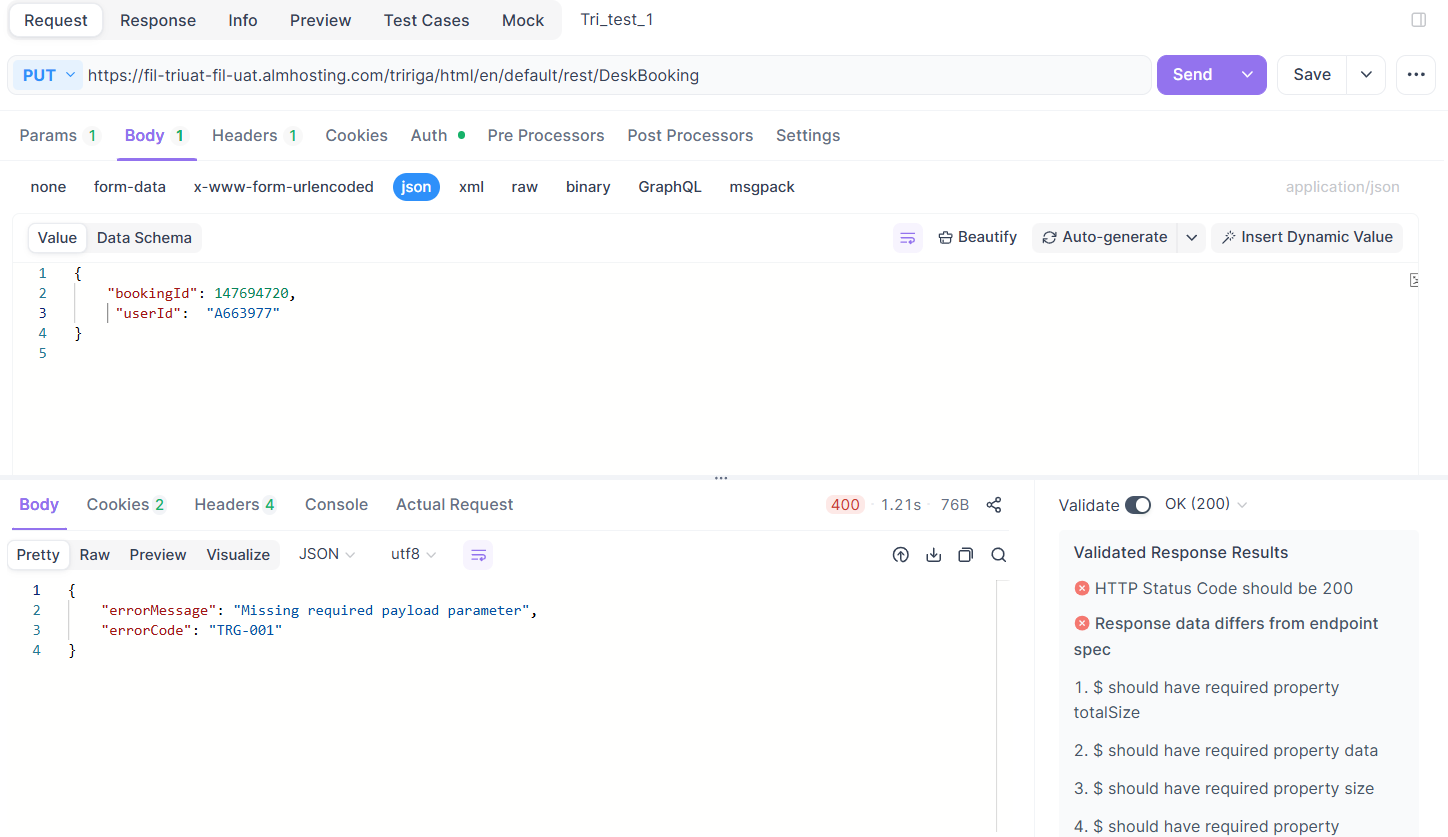 Request Response Info Preview Test Cases Mock Tri_test_1
PUT https://fil-triuat-fil-uat.almhosting.com/tririga/html/en/default/rest/DeskBooking Send Save
Params 1 Body 1 Headers 1 Cookies Auth Pre Processors Post Processors Settings
none form-data x-www-form-urlencoded json xml raw binary GraphQL msgpack application/json
Value Data Schema Beautify Auto-generate Insert Dynamic Value
1 {
2 "bookingId": 147694720,
3 "userId": "A663977"
4 }
5
Body Cookies 2 Headers 4 Console Actual Request 400 · 1.21s · 76B
Pretty Raw Preview Visualize JSON utf8
1 {
2 "errorMessage": "Missing required payload parameter",
3 "errorCode": "TRG-001"
4 }
Validate OK (200)
Validated Response Results
HTTP Status Code should be 200
Response data differs from endpoint
spec
1. $ should have required property
totalSize
2. $ should have required property data
3. $ should have required property size
4. $ should have required property